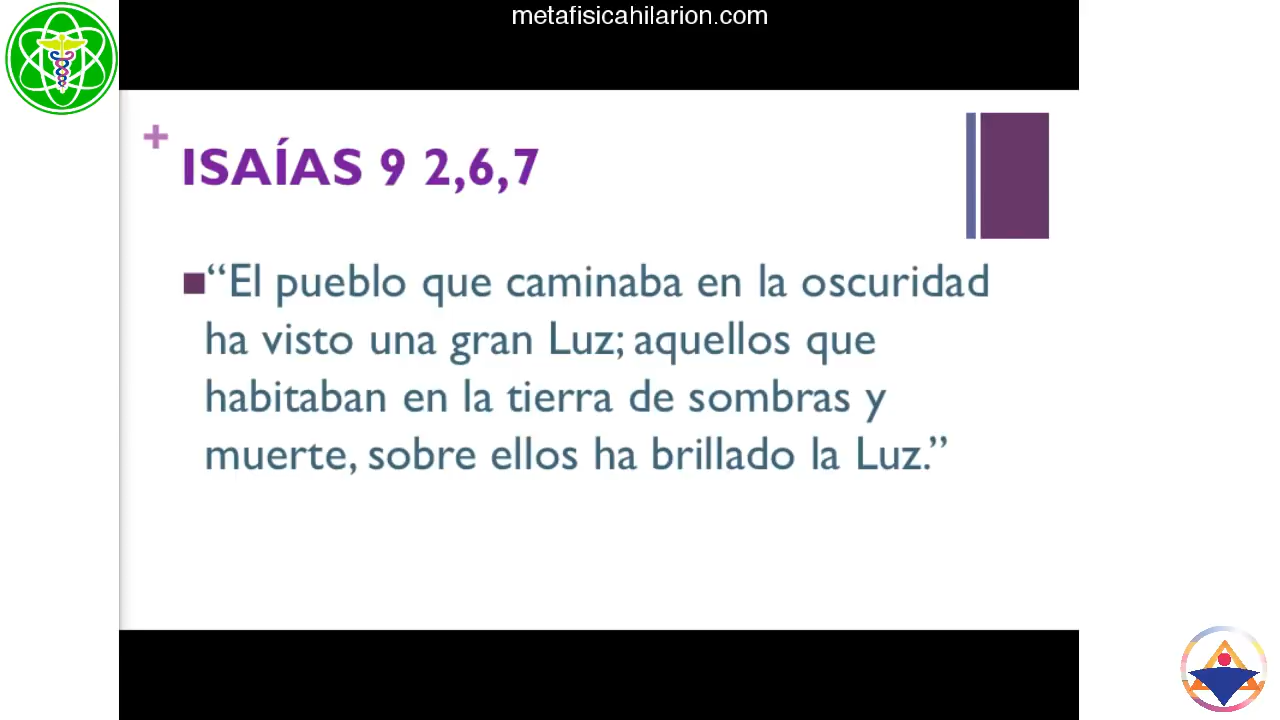 metafisicahilarion.com
+
ISAÍAS 9 2,6,7
“El pueblo que caminaba en la oscuridad
ha visto una gran Luz; aquellos que
habitaban en la tierra de sombras y
muerte, sobre ellos ha brillado la Luz.”